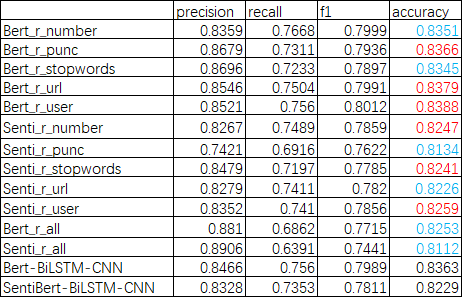 precision recall f1 accuracy
Bert_r_number 0.8359 0.7668 0.7999 0.8351
Bert_r_punc 0.8679 0.7311 0.7936 0.8366
Bert_r_stopwords 0.8696 0.7233 0.7897 0.8345
Bert_r_url 0.8546 0.7504 0.7991 0.8379
Bert_r_user 0.8521 0.756 0.8012 0.8388
Senti_r_number 0.8267 0.7489 0.7859 0.8247
Senti_r_punc 0.7421 0.6916 0.7622 0.8134
Senti_r_stopwords 0.8479 0.7197 0.7785 0.8241
Senti_r_url 0.8279 0.7411 0.782 0.8226
Senti_r_user 0.8352 0.741 0.7856 0.8259
Bert_r_all 0.881 0.6862 0.7715 0.8253
Senti_r_all 0.8906 0.6391 0.7441 0.8112
Bert-BiLSTM-CNN 0.8466 0.756 0.7989 0.8363
SentiBert-BiLSTM-CNN 0.8328 0.7353 0.7811 0.8229